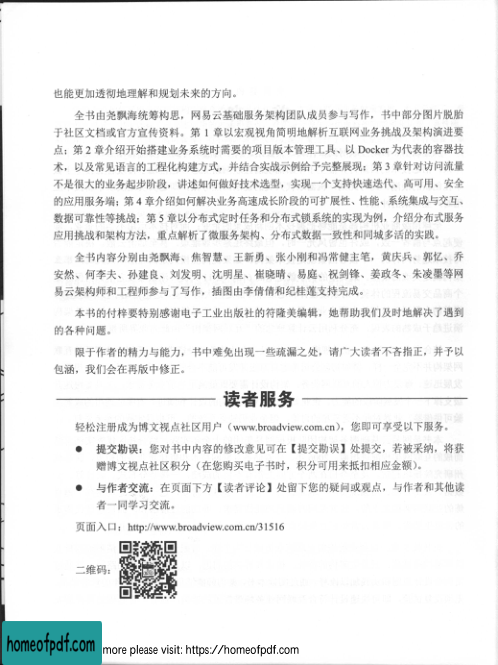 也能更加透彻地理解和规划未来的方向。
全书由尧飘海统筹构思，网易云基础服务架构团队成员参与写作，书中部分图片脱胎
于社区文档或官方宣传资料。第 1 章以宏观视角简明地解析互联网业务挑战及架构演进要
点；第 2 章介绍开始搭建业务系统时需要的项目版本管理工具、以 Docker 为代表的容器技
术，以及常见语言的工程化构建方式，并结合实战示例给予完整展现；第 3 章针对访问流量
不是很大的业务起步阶段，讲述如何做好技术选型，实现一个支持快速迭代、高可用、安全
的应用服务端；第 4 章介绍如何解决业务高速成长阶段的可扩展性、性能、系统集成与交互、
数据可靠性等挑战；第 5 章以分布式定时任务和分布式锁系统的实现为例，介绍分布式服务
应用挑战和架构方法，重点解析了微服务架构、分布式数据一致性和同城多活的实践。
全书内容分别由尧飘海、焦智慧、王新勇、张小刚和冯常健主笔，黄庆兵、郭忆、乔
安然、何李夫、孙建良、刘发明、沈明星、崔晓晴、易庭、祝剑锋、姜政冬、朱凌墨等网
易云架构师和工程师参与了写作，插图由李倩倩和纪桂莲支持完成。
本书的付梓要特别感谢电子工业出版社的符隆美编辑，她帮助我们及时地解决了遇到
的各种问题。
限于作者的精力与能力，书中难免出现一些疏漏之处，请广大读者不吝指正，并予以
包涵，我们会在再版中修正。
读者服务
轻松注册成为博文视点社区用户（www.broadview.com.cn），您即可享受以下服务。
● 提交勘误：您对书中内容的修改意见可在【提交勘误】处提交，若被采纳，将获
赠博文视点社区积分（在您购买电子书时，积分可用来抵扣相应金额）。
● 与作者交流：在页面下方【读者评论】处留下您的疑问或观点，与作者和其他读
者一同学习交流。
页面入口：http://www.broadview.com.cn/31516
二维码：
homeofpdf.com
more please visit: https://homeofpdf.com